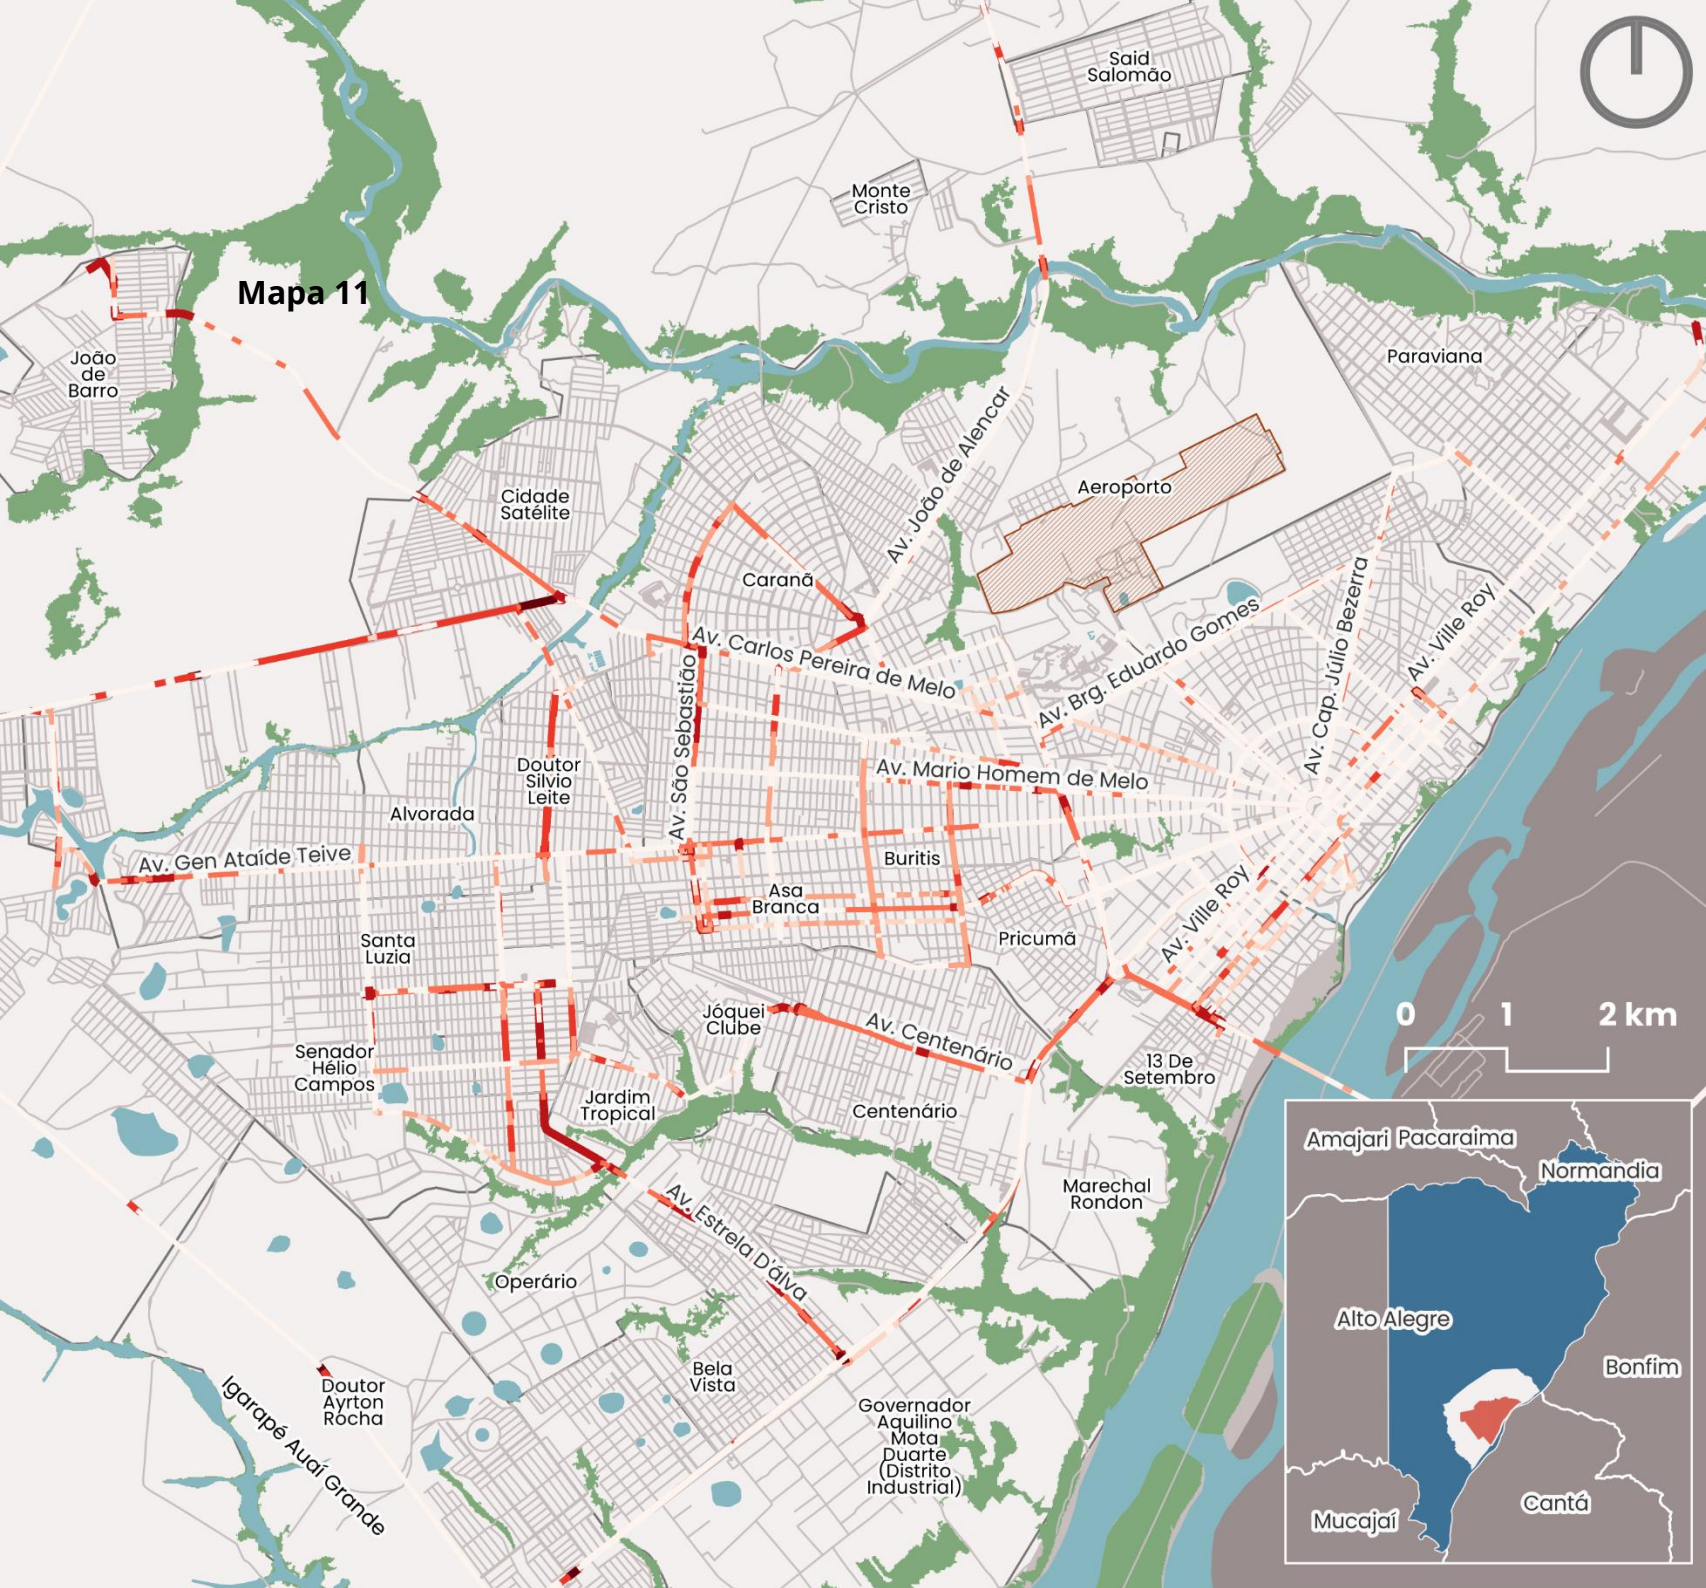 Said
Salomão
Monte
Cristo
Mapa 11
João
de
Barro
Paraviana
Av. João de Alencar
Aeroporto
Cidade
Satélite
Caranã
Av. Carlos Pereira de Melo
Av. Brg. Eduardo Gomes
Av. Cap. Júlio Bezerra
Av. Ville Roy
Av. São Sebastião
Av. Mario Homem de Melo
Doutor
Silvio
Leite
Alvorada
Av. Gen Ataíde Teive
Buritis
Asa
Branca
Av. Ville Roy
Pricumã
Santa
Luzia
Jóquei
Clube
Av. Centenário
0 1 2 km
Senador
Hélio
Campos
13 De
Setembro
Jardim
Tropical
Centenário
Marechal
Rondon
Av. Estrela D'álva
Operário
Bela
Vista
Doutor
Ayrton
Rocha
Igarapé Auaí Grande
Governador
Aquilino
Mota
Duarte
(Distrito
Industrial)
Amajari
Pacaraima
Normandia
Alto Alegre
Bonfim
Cantá
Mucajaí